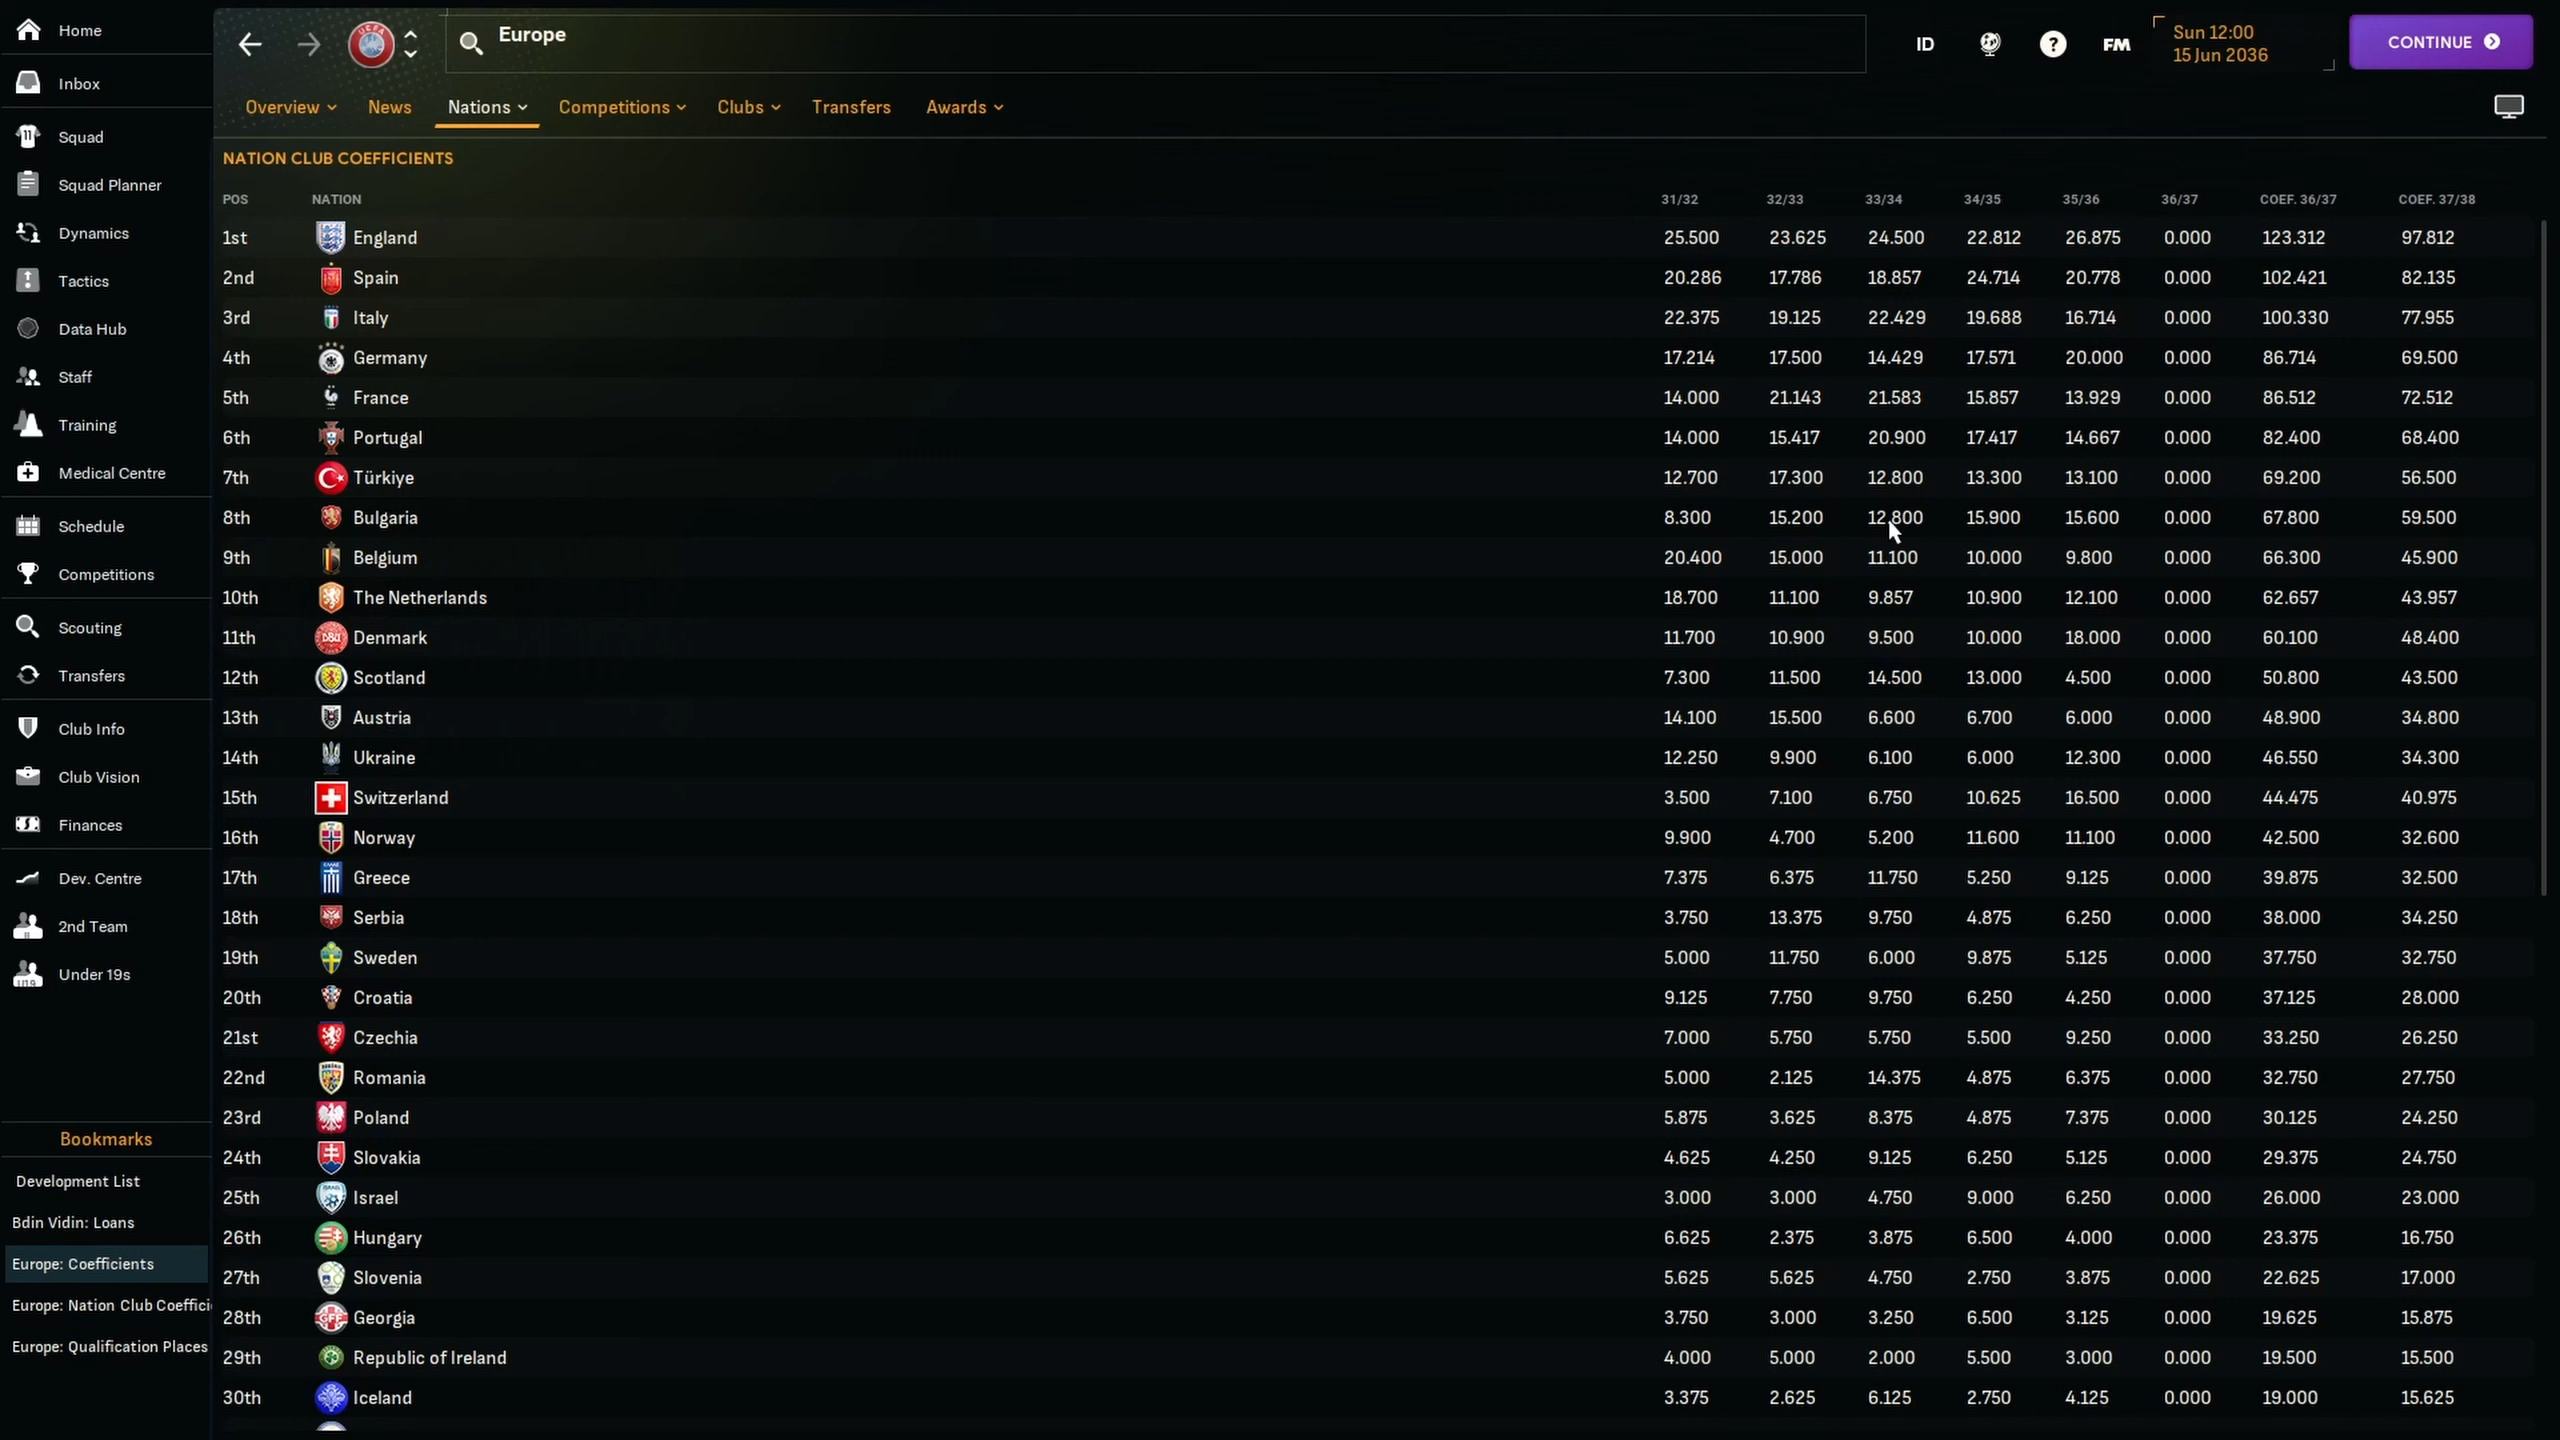 Home
Inbox
Squad
Squad Planner
Dynamics
Tactics
Data Hub
Staff
Training
Medical Centre
Schedule
Competitions
Scouting
Transfers
Club Info
Club Vision
Finances
Dev. Centre
2nd Team
Under 19s
Bookmarks
Development List
Bdin Vidin: Loans
Europe: Coefficients
Europe: Nation Club Coeffici
Europe: Qualification Places
Europe
ID
?
FM
Sun 12:00
15 Jun 2036
CONTINUE
Overview News Nations Competitions Clubs Transfers Awards
NATION CLUB COEFFICIENTS
POS NATION 31/32 32/33 33/34 34/35 35/36 36/37 COEF. 36/37 COEF. 37/38
1st England 25.500 23.625 24.500 22.812 26.875 0.000 123.312 97.812
2nd Spain 20.286 17.786 18.857 24.714 20.778 0.000 102.421 82.135
3rd Italy 22.375 19.125 22.429 19.688 16.714 0.000 100.330 77.955
4th Germany 17.214 17.500 14.429 17.571 20.000 0.000 86.714 69.500
5th France 14.000 21.143 21.583 15.857 13.929 0.000 86.512 72.512
6th Portugal 14.000 15.417 20.900 17.417 14.667 0.000 82.400 68.400
7th Türkiye 12.700 17.300 12.800 13.300 13.100 0.000 69.200 56.500
8th Bulgaria 8.300 15.200 12.800 15.900 15.600 0.000 67.800 59.500
9th Belgium 20.400 15.000 11.100 10.000 9.800 0.000 66.300 45.900
10th The Netherlands 18.700 11.100 9.857 10.900 12.100 0.000 62.657 43.957
11th Denmark 11.700 10.900 9.500 10.000 18.000 0.000 60.100 48.400
12th Scotland 7.300 11.500 14.500 13.000 4.500 0.000 50.800 43.500
13th Austria 14.100 15.500 6.600 6.700 6.000 0.000 48.900 34.800
14th Ukraine 12.250 9.900 6.100 6.000 12.300 0.000 46.550 34.300
15th Switzerland 3.500 7.100 6.750 10.625 16.500 0.000 44.475 40.975
16th Norway 9.900 4.700 5.200 11.600 11.100 0.000 42.500 32.600
17th Greece 7.375 6.375 11.750 5.250 9.125 0.000 39.875 32.500
18th Serbia 3.750 13.375 9.750 4.875 6.250 0.000 38.000 34.250
19th Sweden 5.000 11.750 6.000 9.875 5.125 0.000 37.750 32.750
20th Croatia 9.125 7.750 9.750 6.250 4.250 0.000 37.125 28.000
21st Czechia 7.000 5.750 5.750 5.500 9.250 0.000 33.250 26.250
22nd Romania 5.000 2.125 14.375 4.875 6.375 0.000 32.750 27.750
23rd Poland 5.875 3.625 8.375 4.875 7.375 0.000 30.125 24.250
24th Slovakia 4.625 4.250 9.125 6.250 5.125 0.000 29.375 24.750
25th Israel 3.000 3.000 4.750 9.000 6.250 0.000 26.000 23.000
26th Hungary 6.625 2.375 3.875 6.500 4.000 0.000 23.375 16.750
27th Slovenia 5.625 5.625 4.750 2.750 3.875 0.000 22.625 17.000
28th Georgia 3.750 3.000 3.250 6.500 3.125 0.000 19.625 15.875
29th Republic of Ireland 4.000 5.000 2.000 5.500 3.000 0.000 19.500 15.500
30th Iceland 3.375 2.625 6.125 2.750 4.125 0.000 19.000 15.625